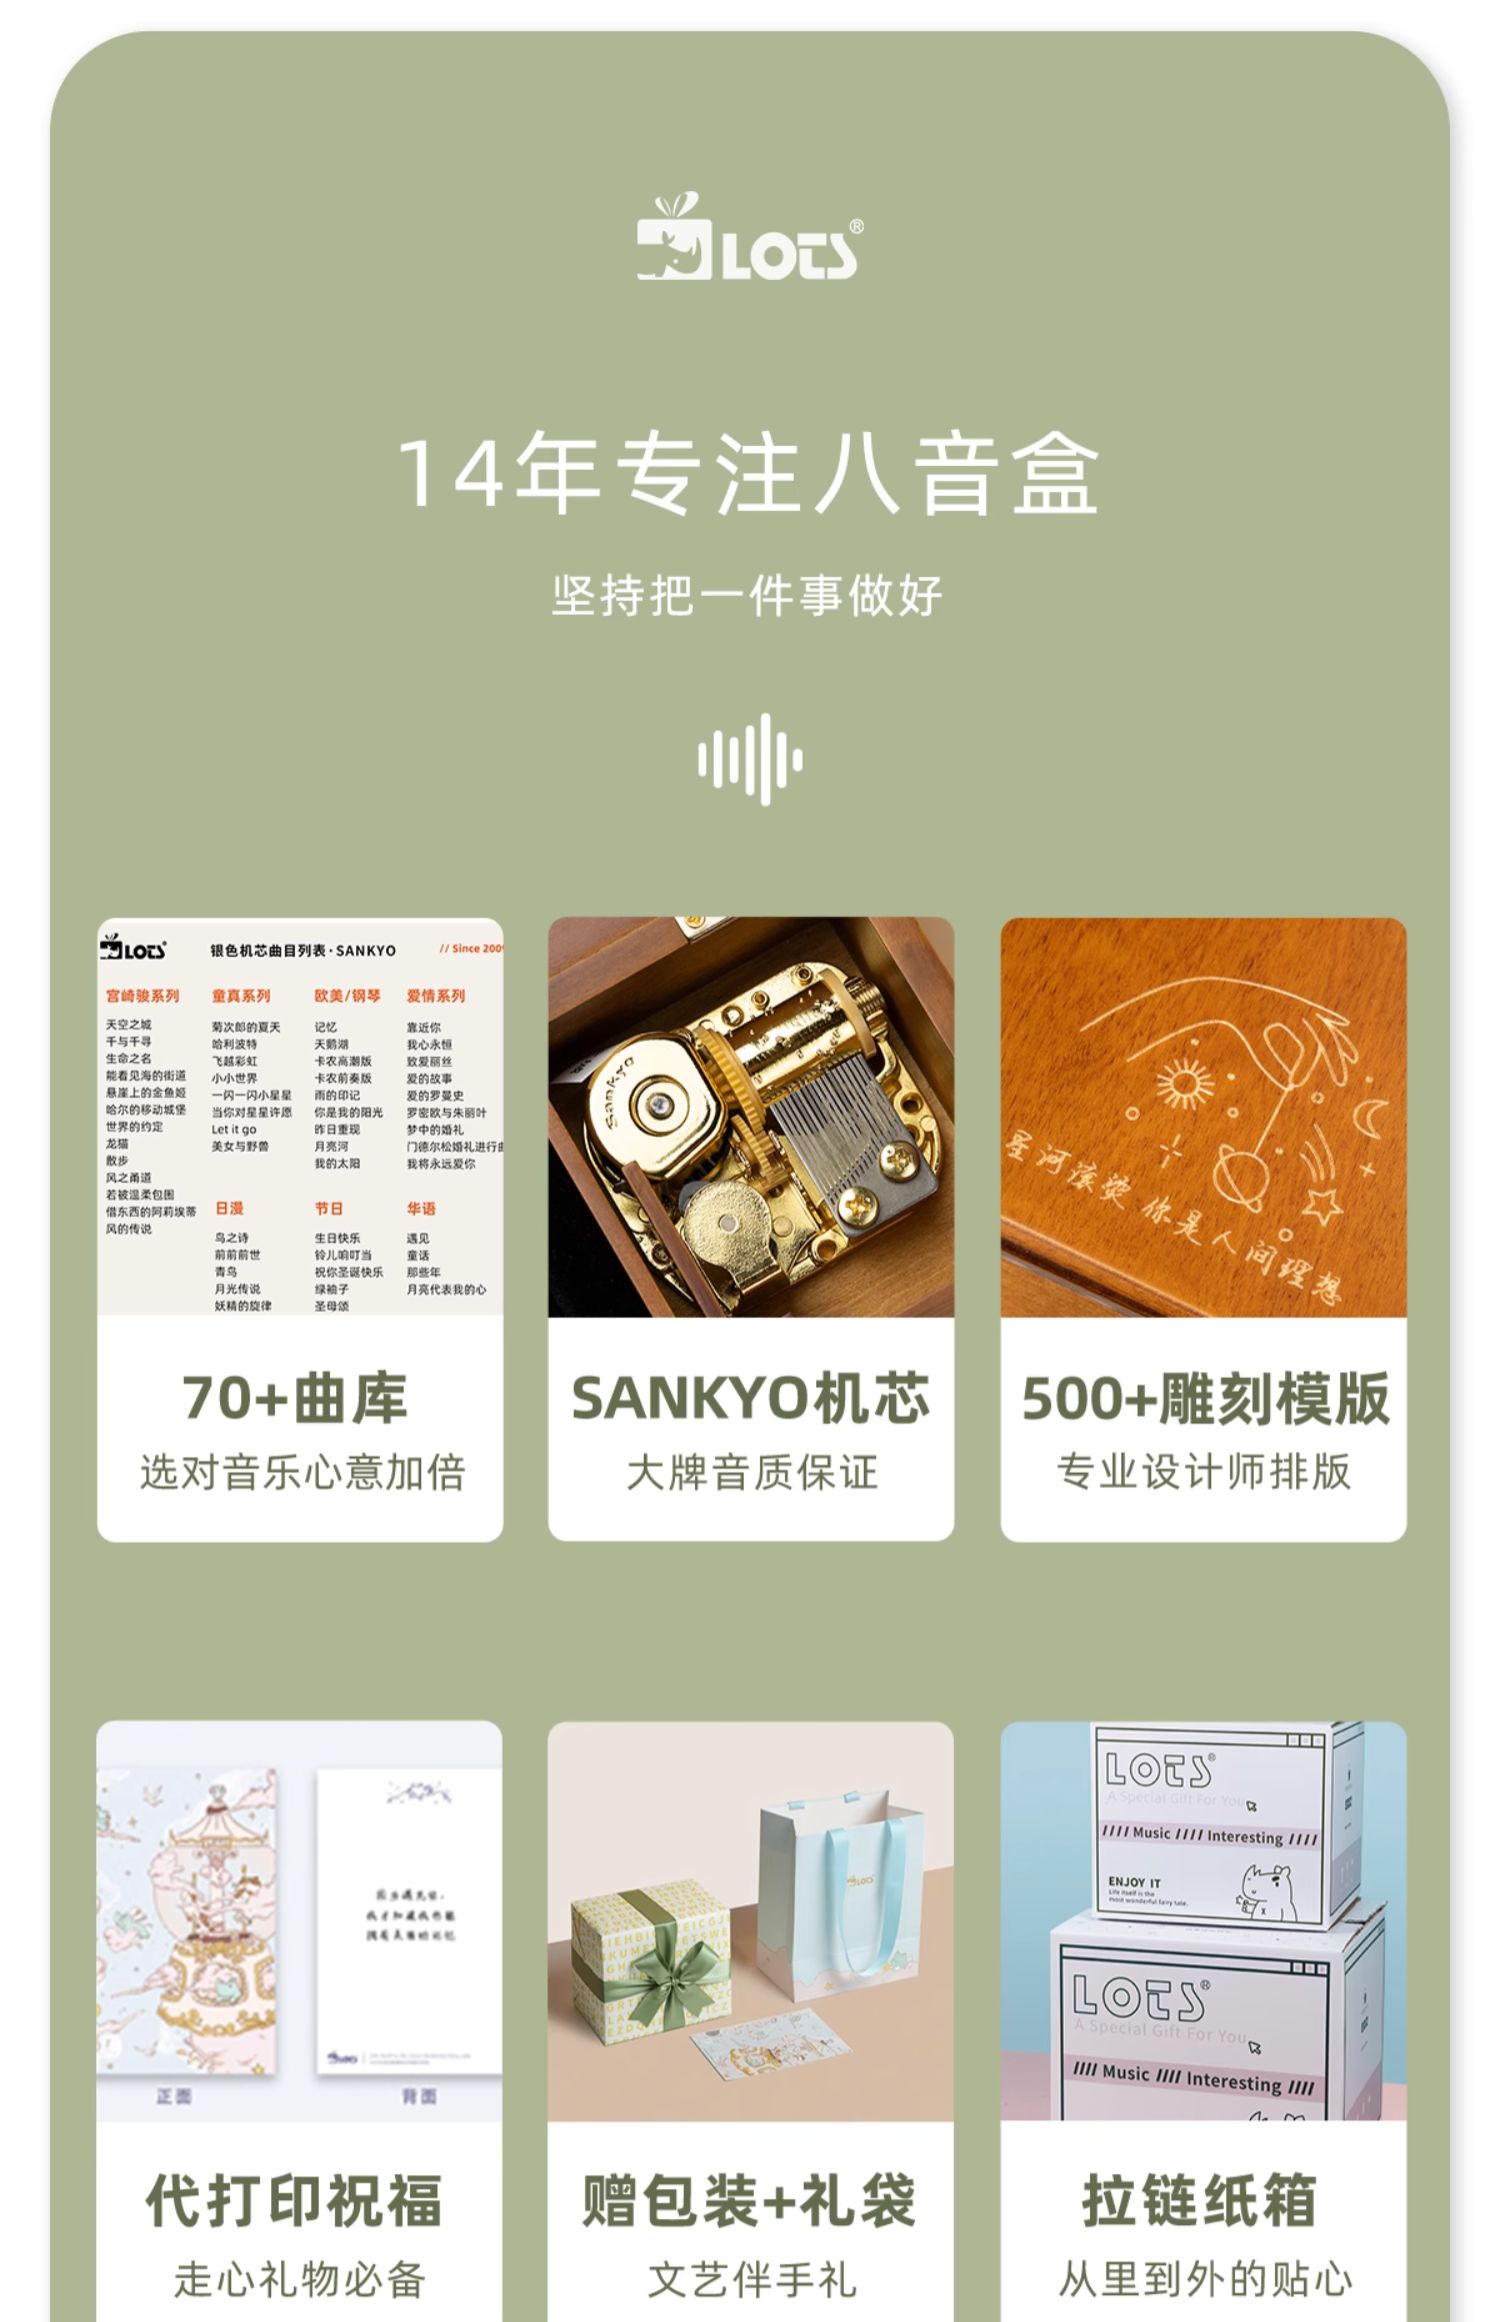 LOTS®
14年专注八音盒
坚持把一件事做好
LOTS
银色机芯曲目列表·SANKYO
// Since 2009
宫崎骏系列
天空之城
千与千寻
生命之名
能看见海的街道
悬崖上的金鱼姬
哈尔的移动城堡
世界的约定
龙猫
散步
风之甬道
若被温柔包围
借东西的阿莉埃蒂
风的传说
童真系列
菊次郎的夏天
哈利波特
飞越彩虹
小小世界
一闪一闪小星星
当你对星星许愿
Let it go
美女与野兽
欧美/钢琴
记忆
天鹅湖
卡农高潮版
卡农前奏版
雨的印记
你是我的阳光
昨日重现
月亮河
我的太阳
爱情系列
靠近你
我心永恒
致爱丽丝
爱的故事
爱的罗曼史
罗密欧与朱丽叶
梦中的婚礼
门德尔松婚礼进行曲
我将永远爱你
日漫
鸟之诗
前前前世
青鸟
月光传说
妖精的旋律
节日
生日快乐
铃儿响叮当
祝你圣诞快乐
绿袖子
圣母颂
华语
遇见
童话
那些年
月亮代表我的心
Sankyo
星河滚烫 你是人间理想
70+曲库
选对音乐心意加倍
SANKYO机芯
大牌音质保证
500+雕刻模版
专业设计师排版
正面
背面
LOTS
LOTS®
A Special Gift For You
//// Music //// Interesting ////
ENJOY IT
Life itself is the
most wonderful fairy tale.
LOTS®
A Special Gift For You
//// Music //// Interesting ////
代打印祝福
走心礼物必备
赠包装+礼袋
文艺伴手礼
拉链纸箱
从里到外的贴心